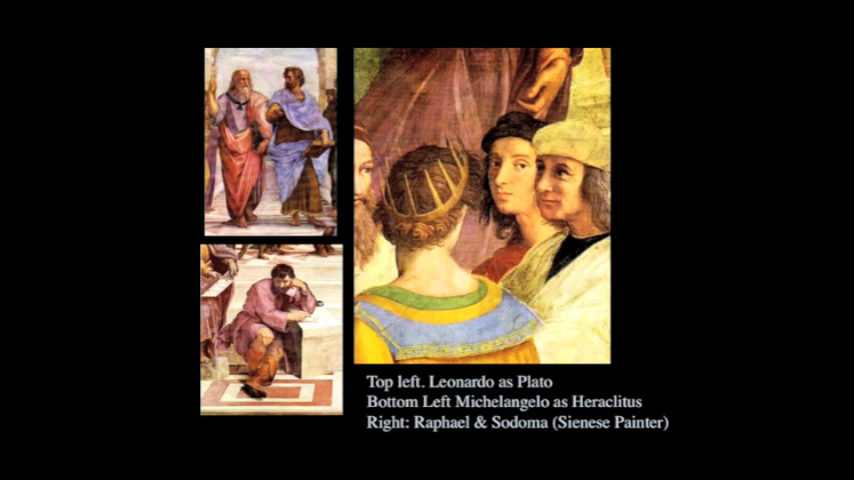 Top left. Leonardo as Plato
Bottom Left Michelangelo as Heraclitus
Right: Raphael & Sodoma (Sienese Painter)